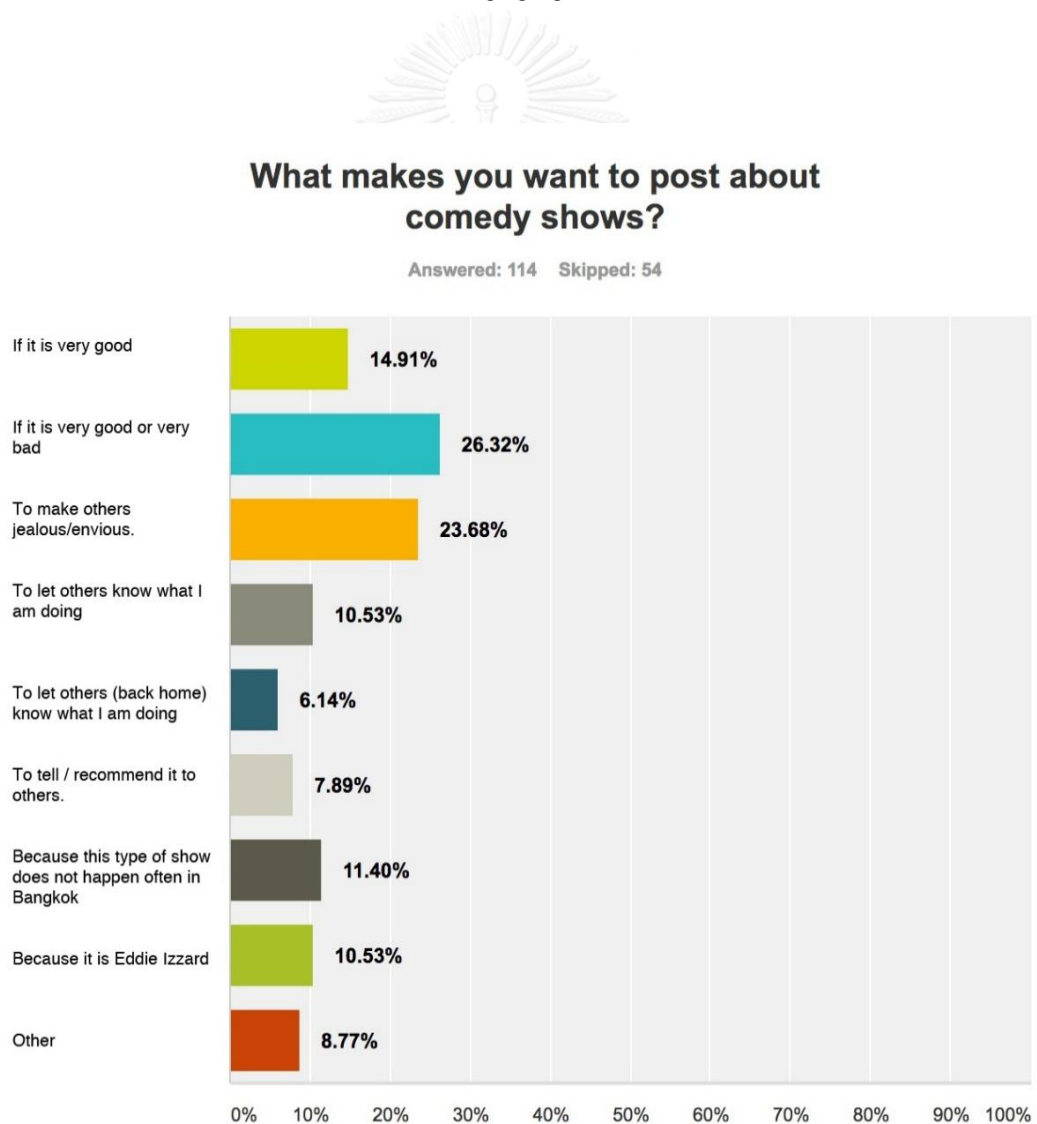 What makes you want to post about
comedy shows?
Answered: 114 Skipped: 54
If it is very good
14.91%
If it is very good or very
bad
26.32%
To make others
jealous/envious.
23.68%
To let others know what I
am doing
10.53%
To let others (back home)
know what I am doing
6.14%
To tell / recommend it to
others.
7.89%
Because this type of show
does not happen often in
Bangkok
11.40%
Because it is Eddie Izzard
10.53%
Other
8.77%
0% 10% 20% 30% 40% 50% 60% 70% 80% 90% 100%